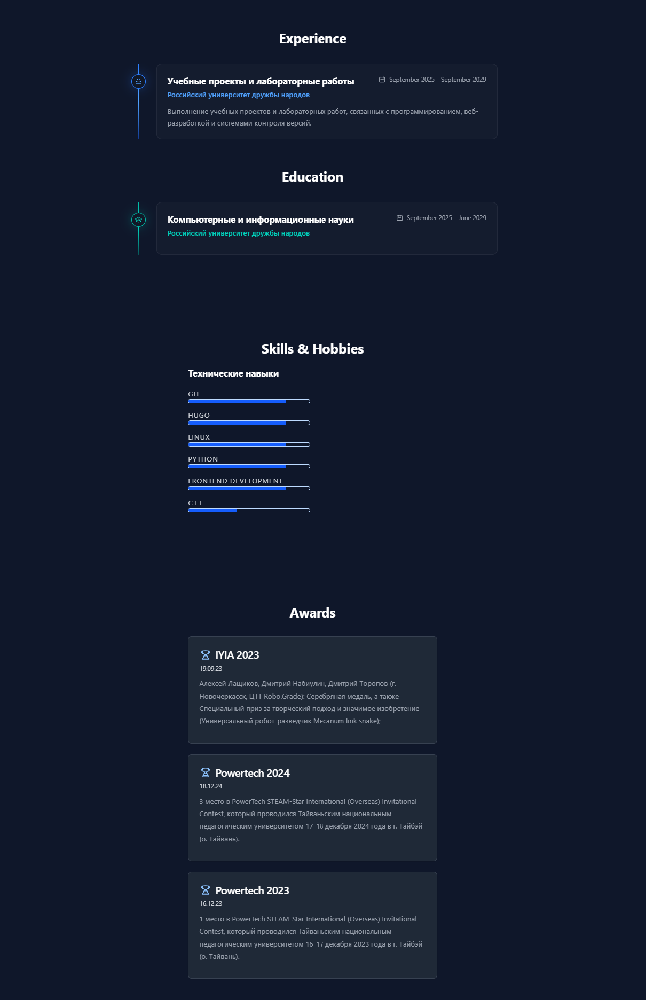 Experience
Учебные проекты и лабораторные работы
September 2025 – September 2029
Российский университет дружбы народов
Выполнение учебных проектов и лабораторных работ, связанных с программированием, веб-
разработкой и системами контроля версий.
Education
Компьютерные и информационные науки
September 2025 – June 2029
Российский университет дружбы народов
Skills & Hobbies
Технические навыки
GIT
HUGO
LINUX
PYTHON
FRONTEND DEVELOPMENT
C++
Awards
IYIA 2023
19.09.23
Алексей Лащиков, Дмитрий Набиулин, Дмитрий Торопов (г.
Новочеркасск, ЦТТ Robo.Grade): Серебряная медаль, а также
Специальный приз за творческий подход и значимое изобретение
(Универсальный робот-разведчик Mecanum link snake);
Powertech 2024
18.12.24
3 место в PowerTech STEAM-Star International (Overseas) Invitational
Contest, который проводился Тайваньским национальным
педагогическим университетом 17-18 декабря 2024 года в г. Тайбэй
(о. Тайвань).
Powertech 2023
16.12.23
1 место в PowerTech STEAM-Star International (Overseas) Invitational
Contest, который проводился Тайваньским национальным
педагогическим университетом 16-17 декабря 2023 года в г. Тайбэй
(о. Тайвань).